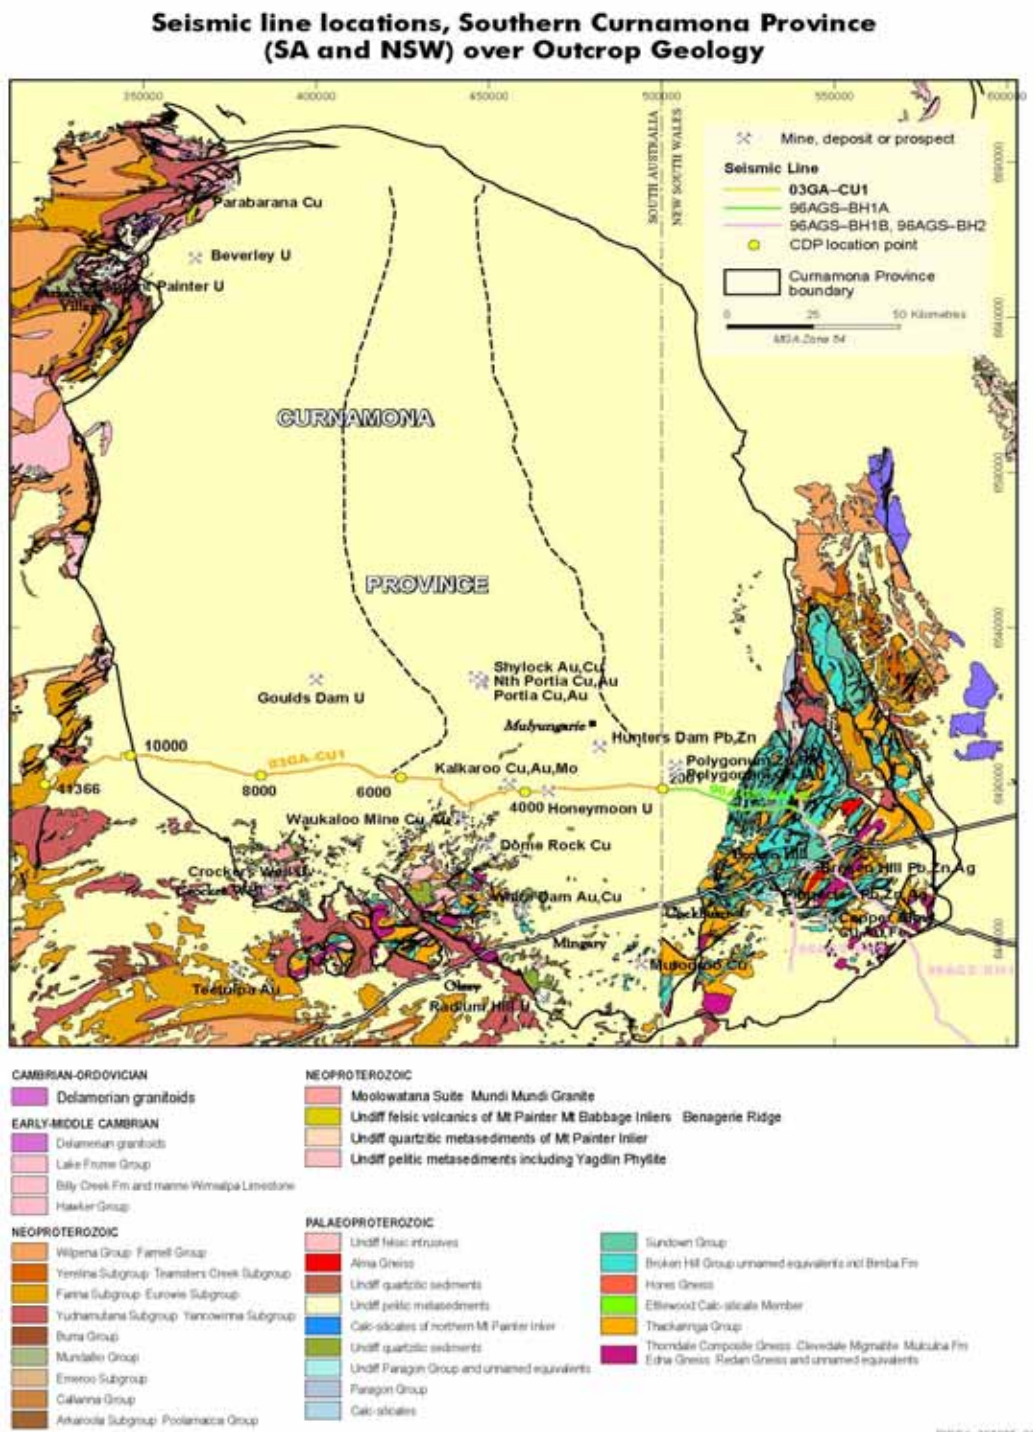 Seismic line locations, Southern Curnamona Province
(SA and NSW) over Outcrop Geology
400000
450000
500000
550000
600000
SOUTH AUSTRALIA
NEW SOUTH WALES
Mine, deposit or prospect
Seismic Line
03GA-CU1
96AGS-BH1A
96AGS-BH1B, 96AGS-BH2
CDP location point
Curnamona Province
boundary
0 25 50 Kilometres
MGA Zone 54
Parabarana Cu
Beverley U
Painter U
CURNAMONA
PROVINCE
Goulds Dam U
Shylock Au,Cu
Nth Portia Cu,Au
Portia Cu,Au
Mulyungarie
Hunters Dam Pb,Zn
10000
03GA-CU1
8000
6000
Kalkaroo Cu,Au,Mo
4000 Honeymoon U
2001
Waukaloo Mine Cu,Au
Dome Rock Cu
Broken Hill Pb,Zn,Ag
Dam Au,Cu
Mingary
Mutooroo Cu
Teetulpa Au
Olary
Radium Hill U
CAMBRIAN-ORDOVICIAN
Delamerian granitoids
EARLY-MIDDLE CAMBRIAN
Delamerian granitoids
Lake Frome Group
Billy Creek Fm and marine Wirrealpa Limestone
Hawker Group
NEOPROTEROZOIC
Wilpena Group Farnell Group
Yerelina Subgroup Teamsters Creek Subgroup
Farina Subgroup Euriowie Subgroup
Yudnamutana Subgroup Yancowinna Subgroup
Burra Group
Mundallio Group
Emeroo Subgroup
Callanna Group
Arkaroola Subgroup Poolamacca Group
NEOPROTEROZOIC
Moolowatana Suite Mundi Mundi Granite
Undiff felsic volcanics of Mt Painter Mt Babbage Inliers Benagerie Ridge
Undiff quartzitic metasediments of Mt Painter Inlier
Undiff pelitic metasediments including Yagdlin Phyllite
PALAEOPROTEROZOIC
Undiff felsic intrusives
Alma Gneiss
Undiff quartzitic sediments
Undiff pelitic metasediments
Calc-silicates of northern Mt Painter Inlier
Undiff quartzitic sediments
Undiff Paragon Group and unnamed equivalents
Paragon Group
Calc-silicates
Sundown Group
Broken Hill Group unnamed equivalents incl Bimba Fm
Hores Gneiss
Ettlewood Calc-silicate Member
Thackaringa Group
Thorndale Composite Gneiss Clevedale Migmatite Mulculca Fm
Edna Gneiss Redan Gneiss and unnamed equivalents